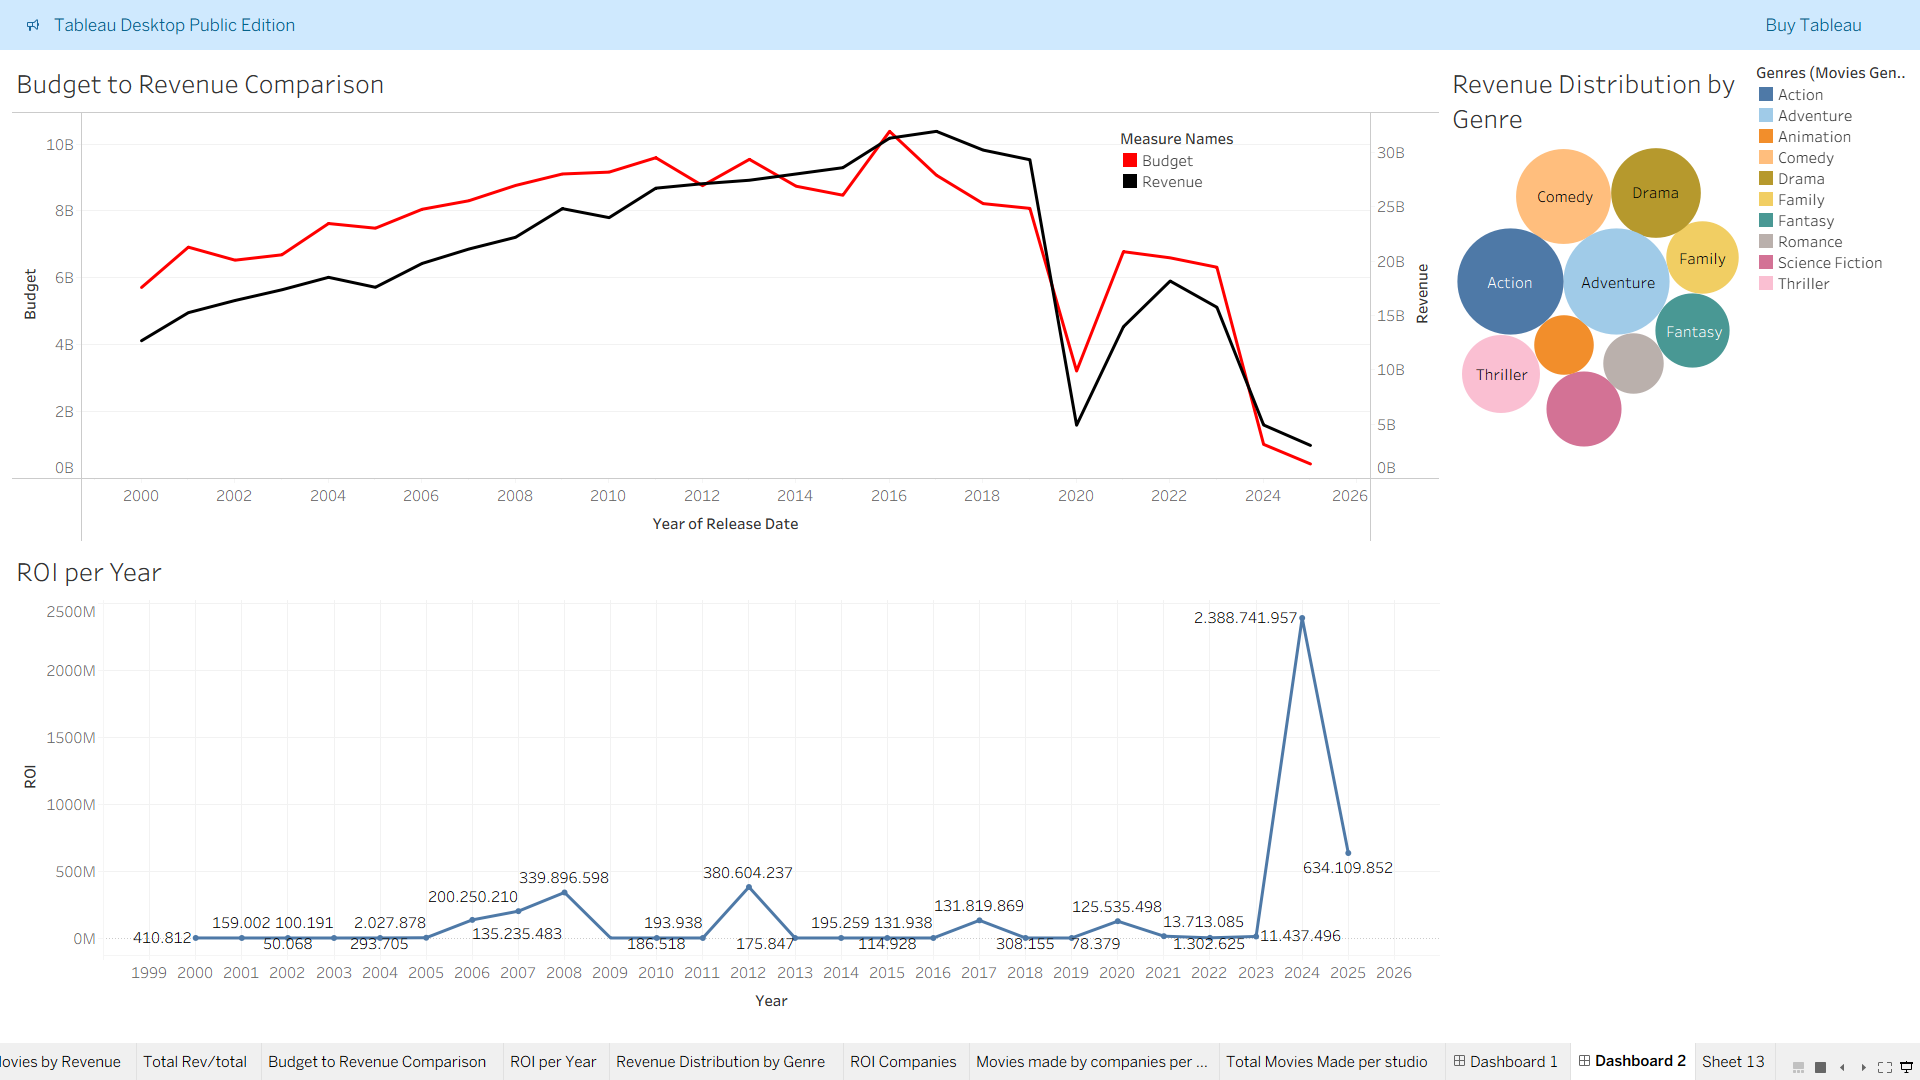 Tableau Desktop Public Edition
Buy Tableau
Budget to Revenue Comparison
Budget
10B
8B
6B
4B
2B
0B
Measure Names
Budget
Revenue
30B
25B
20B
15B
10B
5B
0B
Revenue
2000 2002 2004 2006 2008 2010 2012 2014 2016 2018 2020 2022 2024 2026
Year of Release Date
Revenue Distribution by
Genre
Comedy
Drama
Family
Action
Adventure
Fantasy
Thriller
Genres (Movies Gen..
Action
Adventure
Animation
Comedy
Drama
Family
Fantasy
Romance
Science Fiction
Thriller
ROI per Year
ROI
2500M
2000M
1500M
1000M
500M
0M
2.388.741.957
634.109.852
380.604.237
339.896.598
200.250.210
131.819.869
125.535.498
159.002 100.191 2.027.878 193.938 195.259 131.938 13.713.085
410.812 135.235.483 11.437.496
50.068 293.705 186.518 175.847 114.928 308.155 78.379 1.302.625
1999 2000 2001 2002 2003 2004 2005 2006 2007 2008 2009 2010 2011 2012 2013 2014 2015 2016 2017 2018 2019 2020 2021 2022 2023 2024 2025 2026
Year
ovies by Revenue Total Rev/total Budget to Revenue Comparison ROI per Year Revenue Distribution by Genre ROI Companies Movies made by companies per ... Total Movies Made per studio Dashboard 1 Dashboard 2 Sheet 13